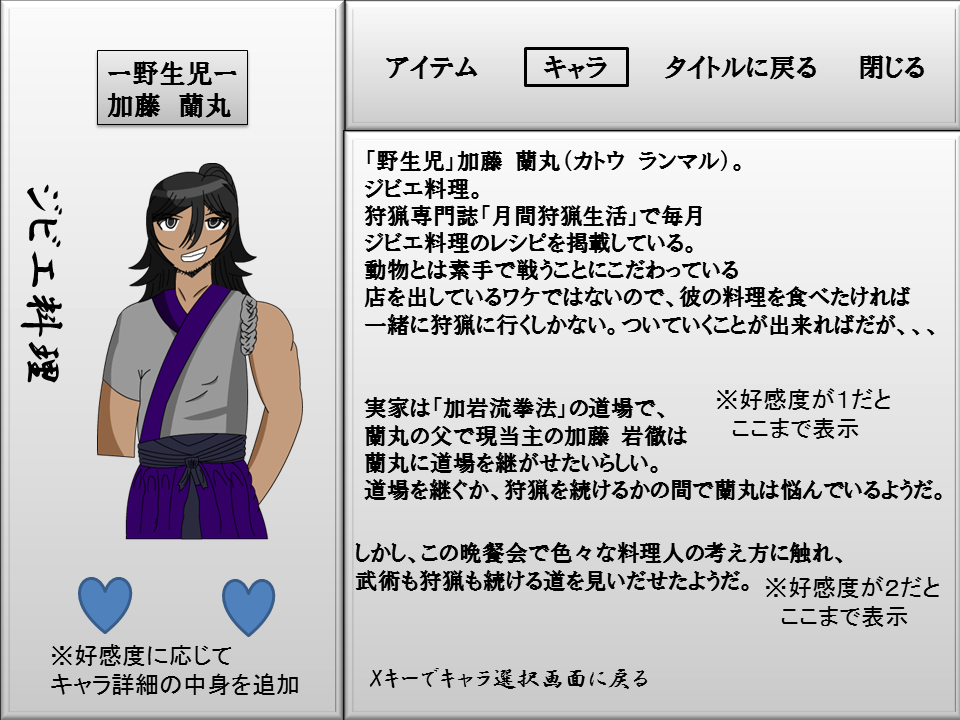 ー野生児ー
加藤　蘭丸
ジビエ料理
※好感度に応じて
キャラ詳細の中身を追加
アイテム　キャラ　タイトルに戻る　閉じる
「野生児」加藤　蘭丸（カトウ　ランマル）。
ジビエ料理。
狩猟専門誌「月間狩猟生活」で毎月
ジビエ料理のレシピを掲載している。
動物とは素手で戦うことにこだわっている
店を出しているワケではないので、彼の料理を食べたければ
一緒に狩猟に行くしかない。ついていくことが出来ればだが、、、
実家は「加岩流拳法」の道場で、
蘭丸の父で現当主の加藤　岩徹は
蘭丸に道場を継がせたいらしい。
道場を継ぐか、狩猟を続けるかの間で蘭丸は悩んでいるようだ。
※好感度が１だと
ここまで表示
しかし、この晩餐会で色々な料理人の考え方に触れ、
武術も狩猟も続ける道を見いだせたようだ。
※好感度が２だと
ここまで表示
Xキーでキャラ選択画面に戻る